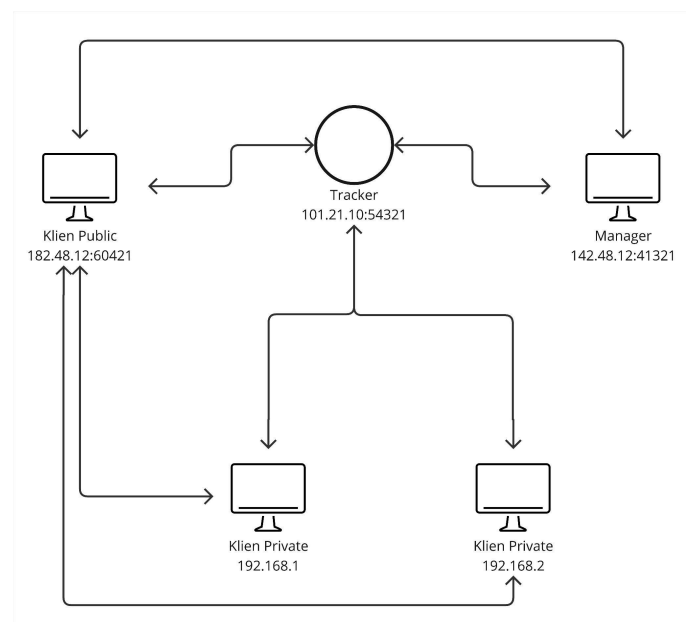 Tracker
101.21.10:54321
Klien Public
182.48.12:60421
Manager
142.48.12:41321
Klien Private
192.168.1
Klien Private
192.168.2